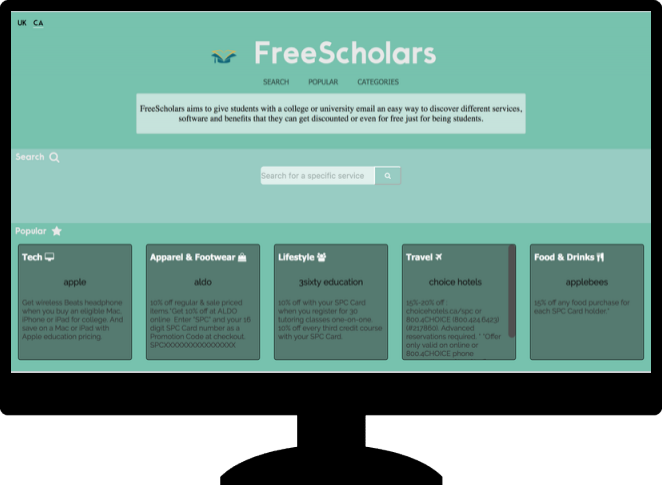 UK CA
FreeScholars
SEARCH POPULAR CATEGORIES
FreeScholars aims to give students with a college or university email an easy way to discover different services,
software and benefits that they can get discounted or even for free just for being students.
Search
Search for a specific service
Popular
Tech
apple
Get wireless Beats headphone
when you buy an eligible Mac,
iPhone or iPad for college. And
save on a Mac or iPad with
Apple education pricing.
Apparel & Footwear
aldo
10% off regular & sale priced
items *Get 10% off at ALDO
online. Enter "SPC" and your 16
digit SPC Card number as a
Promotion Code at checkout.
Lifestyle
3sixty education
10% off with your SPC Card
when you register for 30
tutoring classes one-on-one.
10% off every third credit course
with your SPC Card
Travel
choice hotels
15%-20% off :
choicehotels.ca/spc or
800.4CHOICE (800.424.6423)
(#217860). Advanced
reservations required. * *Offer
only valid on online or
800.4CHOICE phone
Food & Drinks
applebees
15% off any food purchase for
each SPC Card holder.*